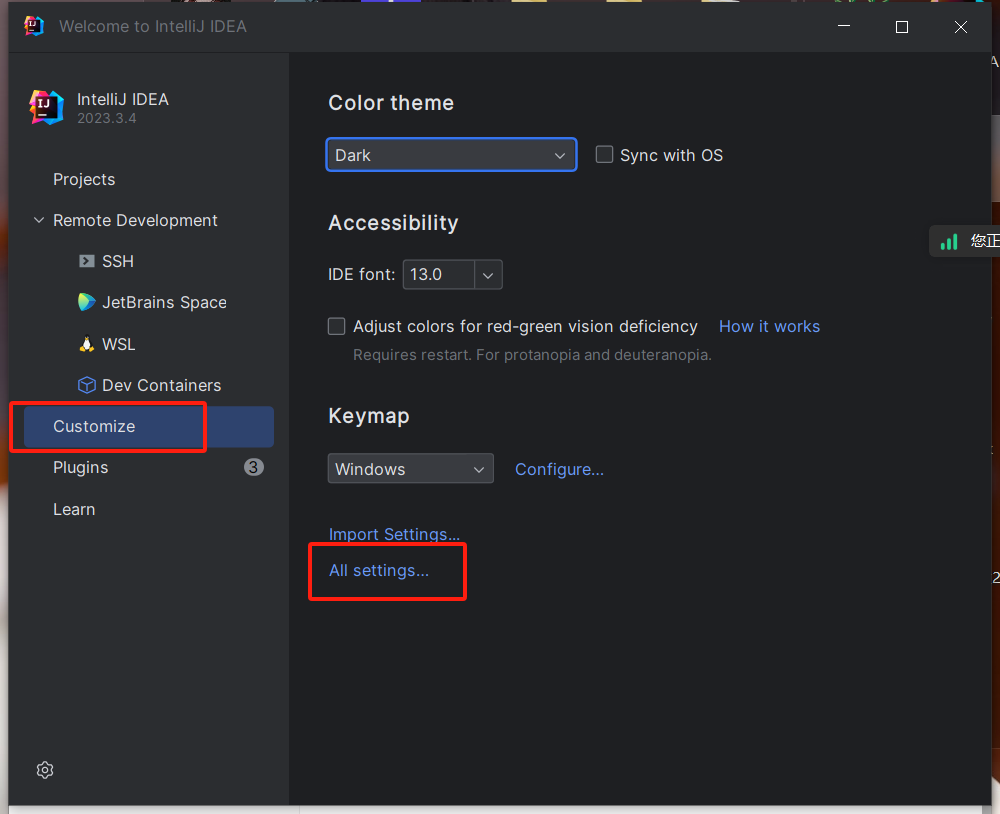 Welcome to IntelliJ IDEA
IntelliJ IDEA
2023.3.4
Projects
Remote Development
SSH
JetBrains Space
WSL
Dev Containers
Customize
Plugins 3
Learn
Color theme
Dark Sync with OS
Accessibility
IDE font: 13.0
Adjust colors for red-green vision deficiency How it works
Requires restart. For protanopia and deuteranopia.
Keymap
Windows Configure...
Import Settings...
All settings...
您正